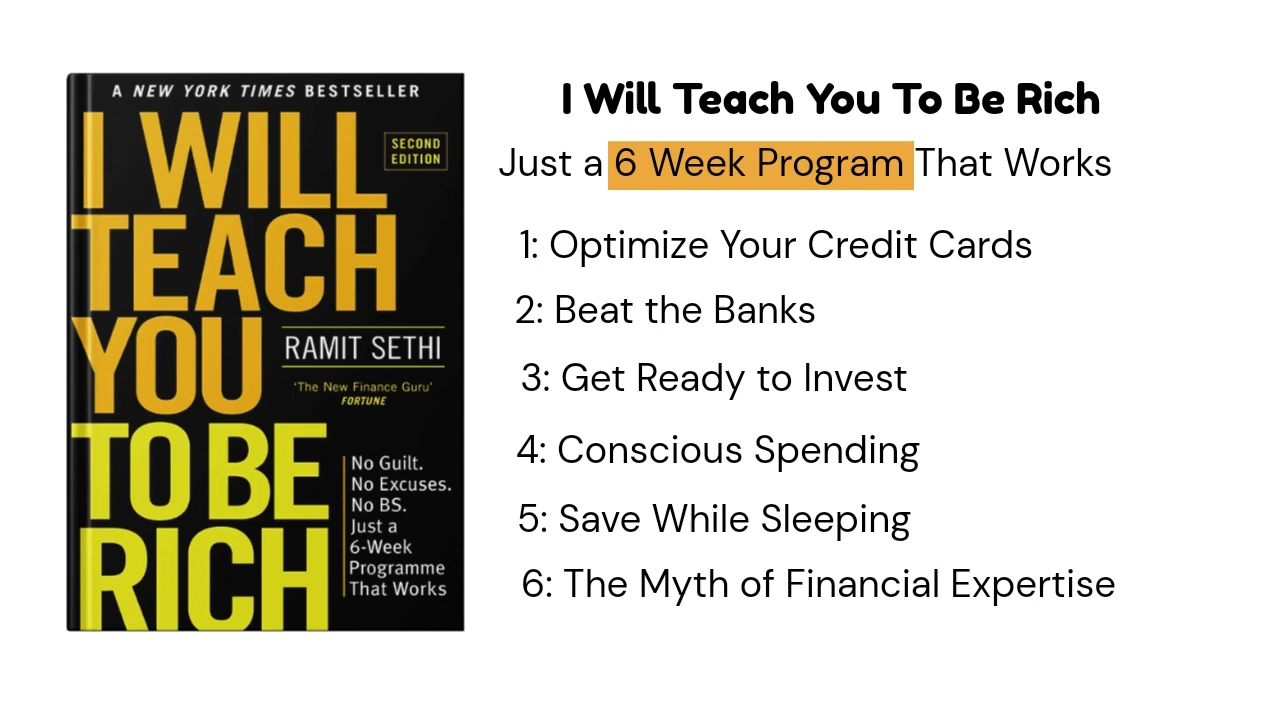 A NEW YORK TIMES BESTSELLER
I WILL
SECOND
EDITION
TEACH
YOU
RAMIT SETHI
'The New Finance Guru'
FORTUNE
TO BE
RICH
No Guilt.
No Excuses.
No BS.
Just a
6-Week
Programme
That Works
I Will Teach You To Be Rich
Just a 6 Week Program That Works
1: Optimize Your Credit Cards
2: Beat the Banks
3: Get Ready to Invest
4: Conscious Spending
5: Save While Sleeping
6: The Myth of Financial Expertise